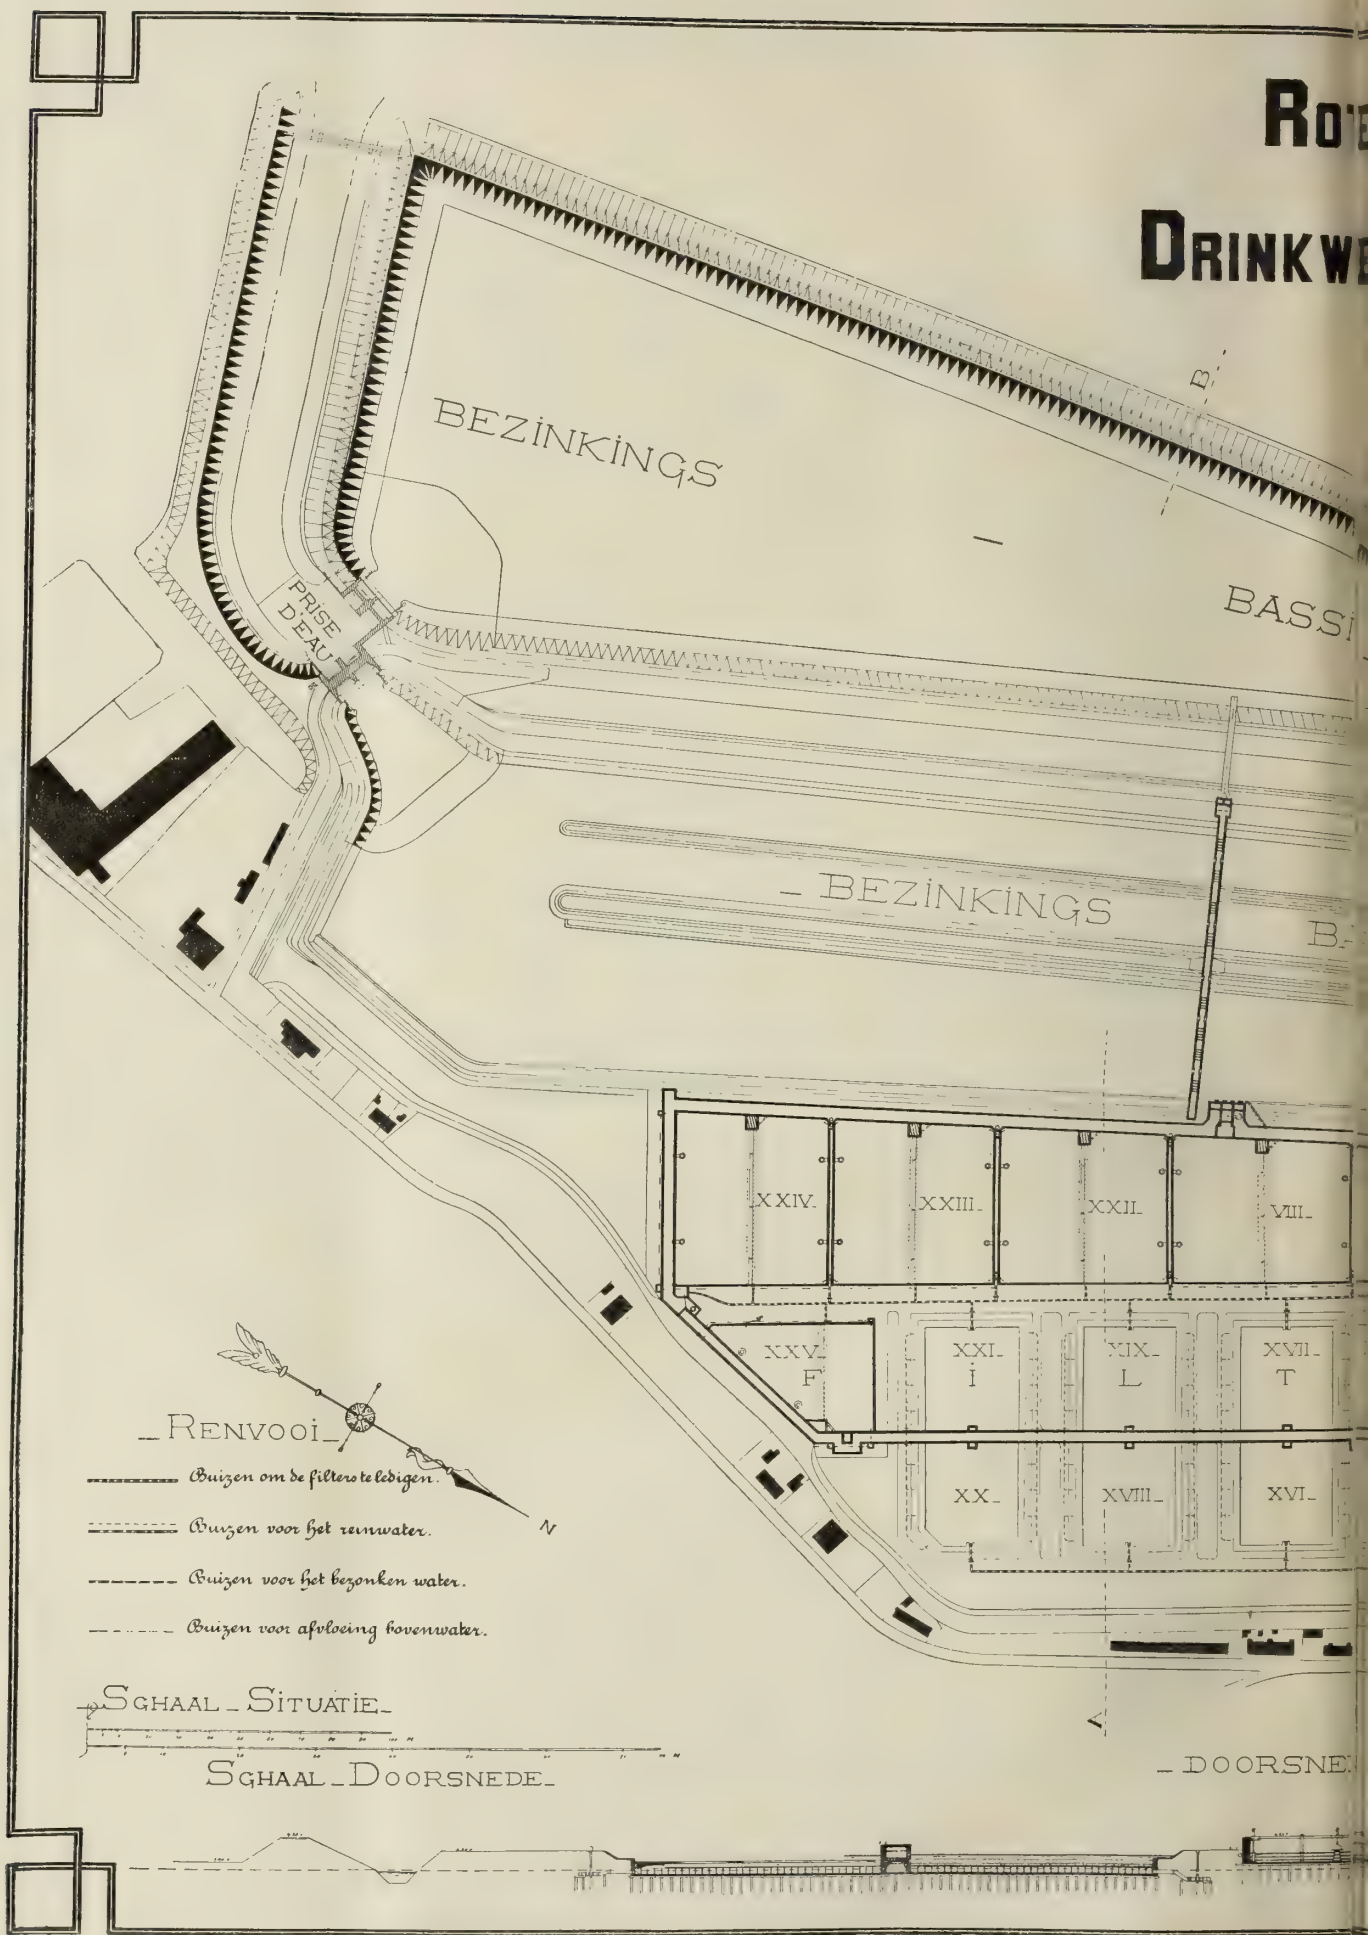 RO
DRINKW
B
BEZINKINGS
BASSI
PRISE
D'EAU
BEZINKINGS
BA
XXIV
XXIII
XXII
VIII
XXV
XXI
XIX
XVII
F
I
L
T
RENVOOI
Buizen om de filters te ledigen.
Buizen voor het reinwater.
Buizen voor het bezonken water.
Buizen voor afvloeing bovenwater.
N
XX
XVIII
XVI
A
SCHAAL SITUATIE
SCHAAL DOORSNEDE
DOORSNE